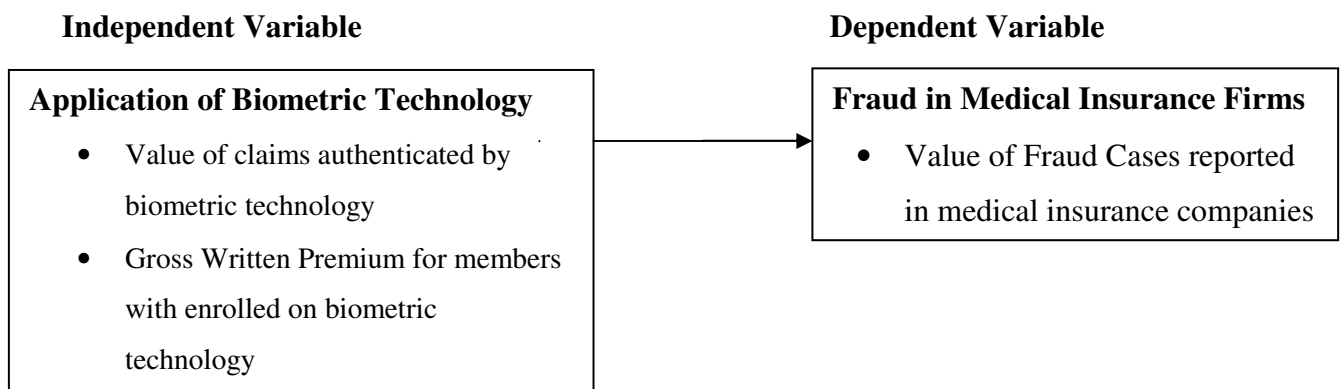 Independent Variable
Dependent Variable
Application of Biometric Technology
• Value of claims authenticated by
biometric technology
• Gross Written Premium for members
with enrolled on biometric
technology
Fraud in Medical Insurance Firms
• Value of Fraud Cases reported
in medical insurance companies